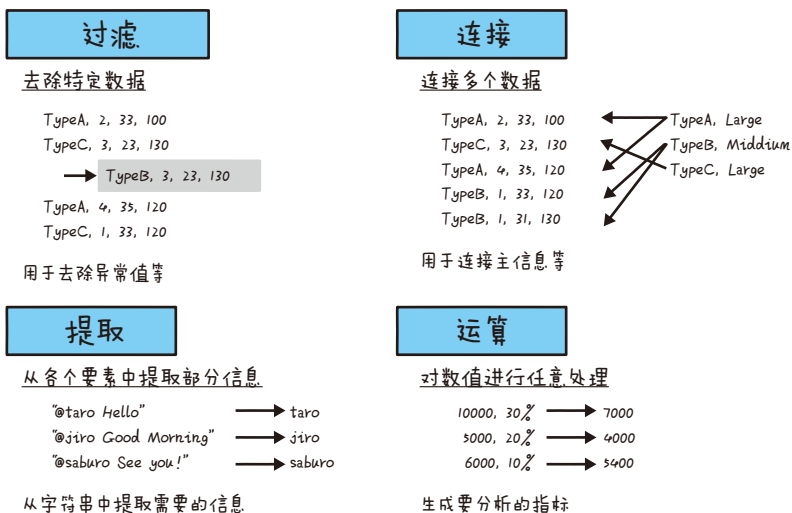 过滤
去除特定数据
TypeA, 2, 33, 100
TypeC, 3, 23, 130
TypeB, 3, 23, 130
TypeA, 4, 35, 120
TypeC, 1, 33, 120
用于去除异常值等
连接
连接多个数据
TypeA, 2, 33, 100
TypeC, 3, 23, 130
TypeA, 4, 35, 120
TypeB, 1, 33, 120
TypeB, 1, 31, 130
TypeA, Large
TypeB, Middium
TypeC, Large
用于连接主信息等
提取
从各个要素中提取部分信息
"@taro Hello" taro
"@jiro Good Morning" jiro
"@saburo See you!" saburo
从字符串中提取需要的信息
运算
对数值进行任意处理
10000, 30% 7000
5000, 20% 4000
6000, 10% 5400
生成要分析的指标